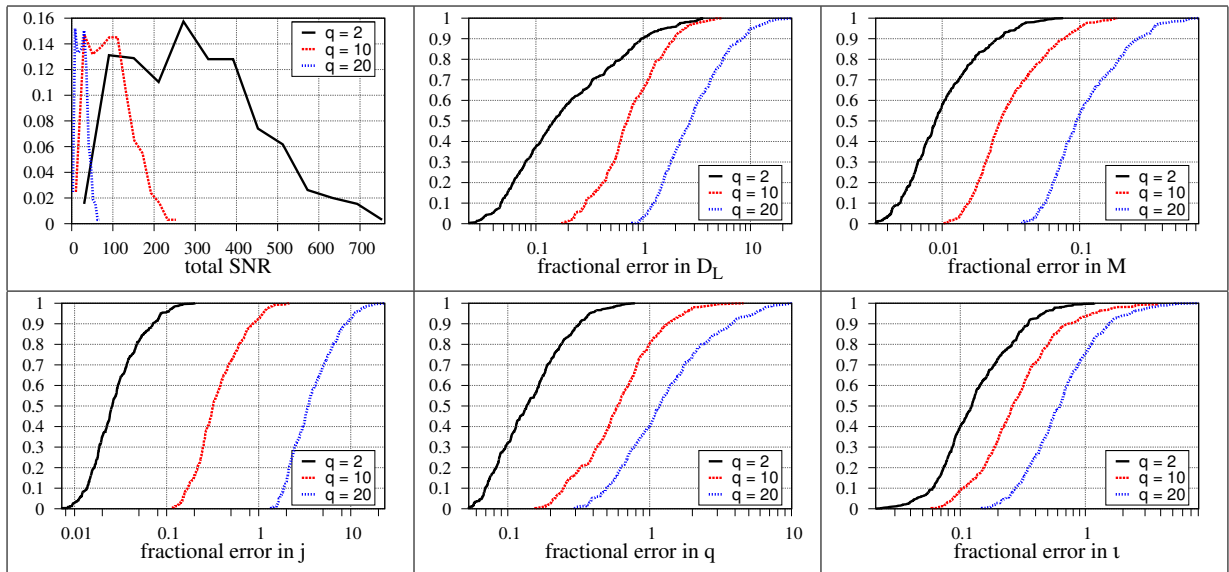 0.16
0.14
0.12
0.1
0.08
0.06
0.04
0.02
0
0 100 200 300 400 500 600 700
total SNR
q = 2
q = 10
q = 20
1
0.9
0.8
0.7
0.6
0.5
0.4
0.3
0.2
0.1
0
0.1 1 10
fractional error in D_L
q = 2
q = 10
q = 20
1
0.9
0.8
0.7
0.6
0.5
0.4
0.3
0.2
0.1
0
0.01 0.1
fractional error in M
q = 2
q = 10
q = 20
1
0.9
0.8
0.7
0.6
0.5
0.4
0.3
0.2
0.1
0
0.01 0.1 1 10
fractional error in j
q = 2
q = 10
q = 20
1
0.9
0.8
0.7
0.6
0.5
0.4
0.3
0.2
0.1
0
0.1 1 10
fractional error in q
q = 2
q = 10
q = 20
1
0.9
0.8
0.7
0.6
0.5
0.4
0.3
0.2
0.1
0
0.1 1
fractional error in ι
q = 2
q = 10
q = 20